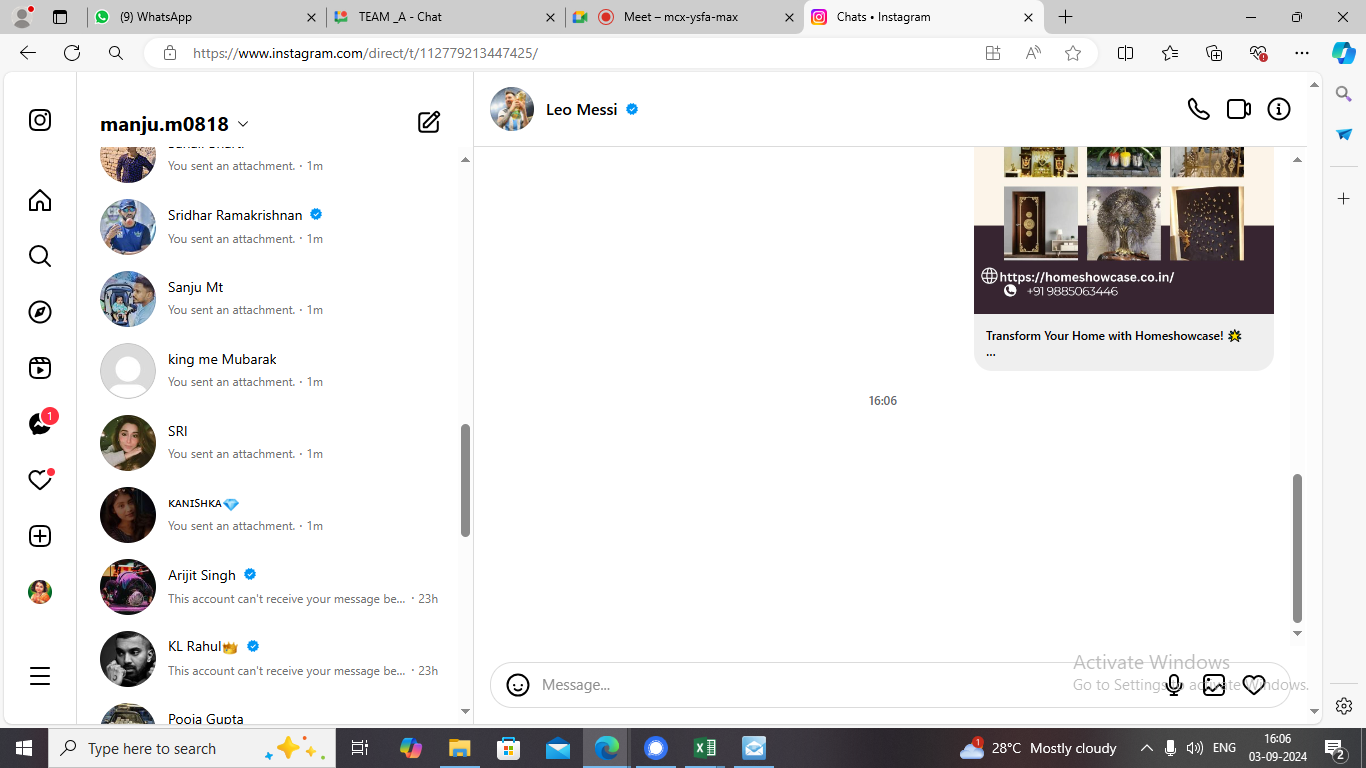 (9) WhatsApp
TEAM _A - Chat
Meet – mcx-ysfa-max
Chats • Instagram
https://www.instagram.com/direct/t/112779213447425/
manju.m0818
You sent an attachment. · 1m
Sridhar Ramakrishnan
You sent an attachment. · 1m
Sanju Mt
You sent an attachment. · 1m
king me Mubarak
You sent an attachment. · 1m
SRI
You sent an attachment. · 1m
ᴋᴀɴɪꜱʜᴋᴀ💎
You sent an attachment. · 1m
1
Arijit Singh
This account can't receive your message be... · 23h
KL Rahul👑
This account can't receive your message be... · 23h
Pooja Gupta
Leo Messi
https://homeshowcase.co.in/
+91 9885063446
Transform Your Home with Homeshowcase! 🌟
...
16:06
Message...
Activate Windows
Go to Settings to activate Windows.
Type here to search
1
28°C Mostly cloudy
ENG
16:06
03-09-2024
2